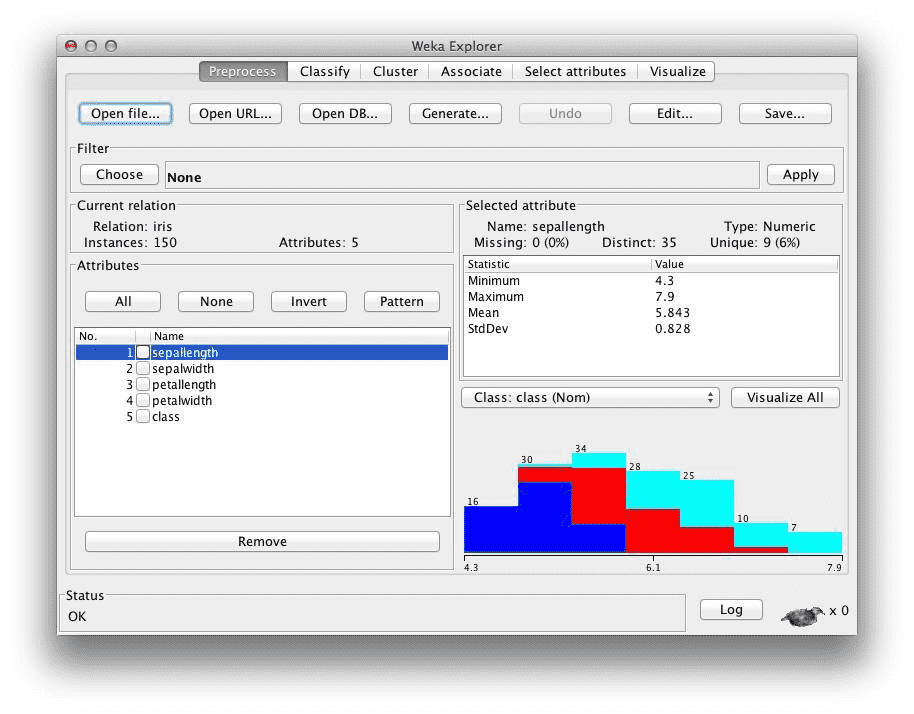 Weka Explorer
Preprocess Classify Cluster Associate Select attributes Visualize
Open file... Open URL... Open DB... Generate... Undo Edit... Save...
Filter
Choose None Apply
Current relation
Relation: iris
Instances: 150 Attributes: 5
Attributes
All None Invert Pattern
No. Name
1 sepallength
2 sepalwidth
3 petallength
4 petalwidth
5 class
Remove
Selected attribute
Name: sepallength Type: Numeric
Missing: 0 (0%) Distinct: 35 Unique: 9 (6%)
Statistic Value
Minimum 4.3
Maximum 7.9
Mean 5.843
StdDev 0.828
Class: class (Nom) Visualize All
16 30 34 28 25 10 7
4.3 6.1 7.9
Status
OK
Log x 0